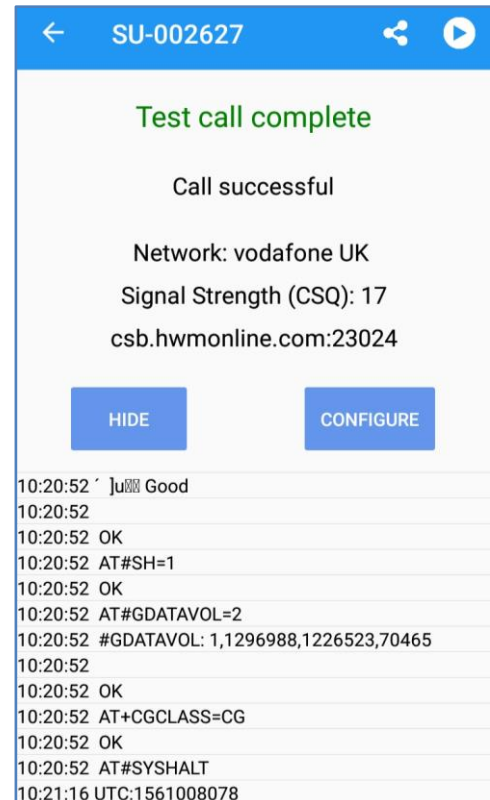 SU-002627
Test call complete
Call successful
Network: vodafone UK
Signal Strength (CSQ): 17
csb.hwmonline.com:23024
HIDE CONFIGURE
10:20:52 ´ ]u Good
10:20:52
10:20:52 OK
10:20:52 AT#SH=1
10:20:52 OK
10:20:52 AT#GDATAVOL=2
10:20:52 #GDATAVOL: 1,1296988,1226523,70465
10:20:52
10:20:52 OK
10:20:52 AT+CGCLASS=CG
10:20:52 OK
10:20:52 AT#SYSHALT
10:21:16 UTC:1561008078